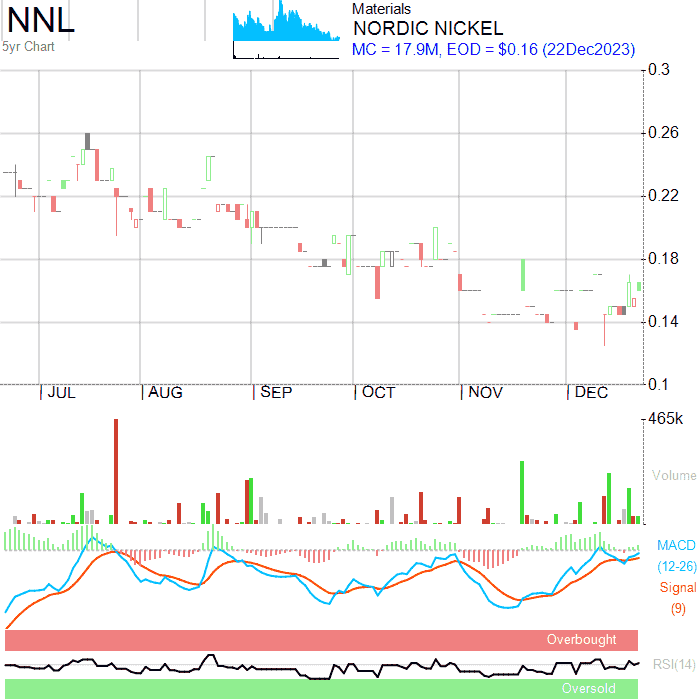 NNL
5yr Chart
Materials
NORDIC NICKEL
MC = 17.9M, EOD = $0.16 (22Dec2023)
0.3
0.26
0.22
0.18
0.14
0.1
JUL AUG SEP OCT NOV DEC
465k
Volume
MACD
(12-26)
Signal
(9)
Overbought
RSI(14)
Oversold